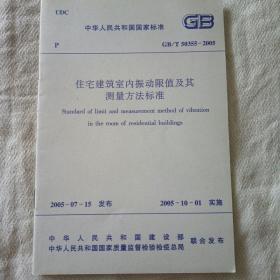 UDC
中华人民共和国国家标准
GB
P
GB/T 50355-2005
住宅建筑室内振动限值及其
测量方法标准
Standard of limit and measurement method of vibration
in the room of residential buildings
2005-07-15 发布
2005-10-01 实施
中华人民共和国建设部
中华人民共和国国家质量监督检验检疫总局
联合发布